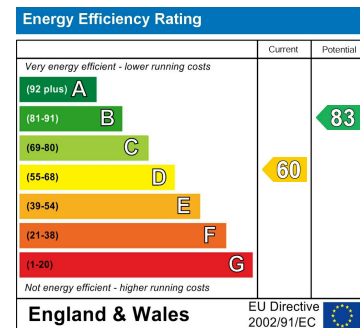 Energy Efficiency Rating
Current Potential
Very energy efficient - lower running costs
(92 plus) A
(81-91) B
83
(69-80) C
(55-68) D
60
(39-54) E
(21-38) F
(1-20) G
Not energy efficient - higher running costs
England & Wales
EU Directive
2002/91/EC